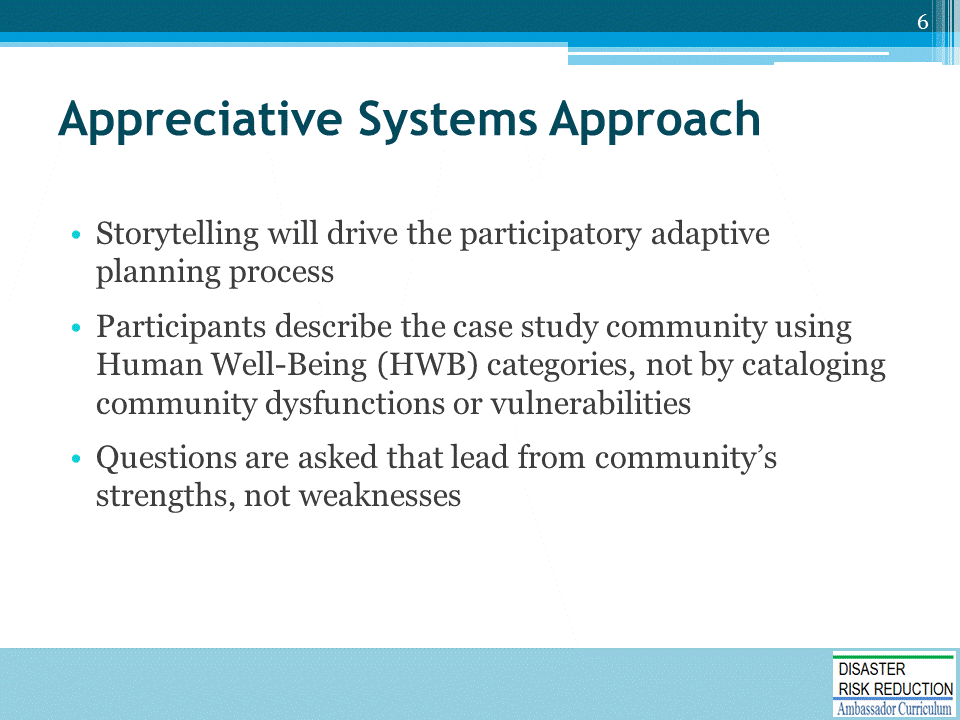 6
Appreciative Systems Approach
• Storytelling will drive the participatory adaptive
planning process
• Participants describe the case study community using
Human Well-Being (HWB) categories, not by cataloging
community dysfunctions or vulnerabilities
• Questions are asked that lead from community’s
strengths, not weaknesses
DISASTER
RISK REDUCTION
Ambassador Curriculum